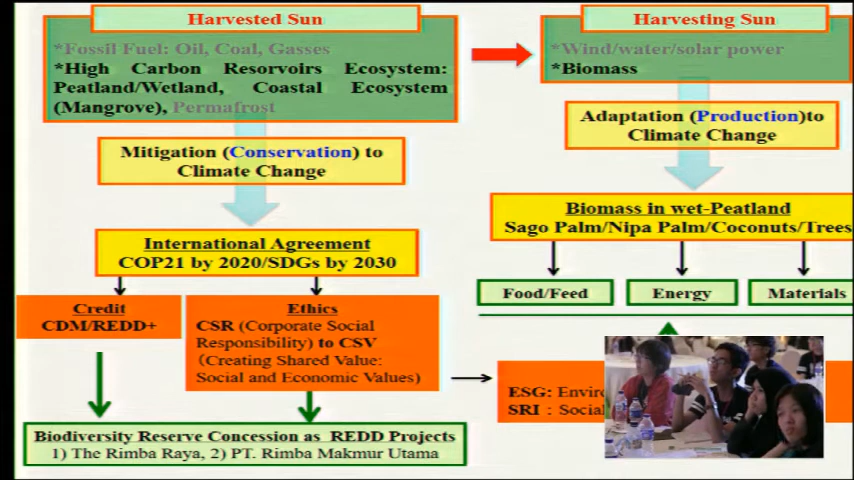 Harvested Sun
*Fossil Fuel: Oil, Coal, Gasses
*High Carbon Resorvoirs Ecosystem:
Peatland/Wetland, Coastal Ecosystem
(Mangrove), Permafrost
Mitigation (Conservation) to
Climate Change
International Agreement
COP21 by 2020/SDGs by 2030
Credit
CDM/REDD+
Ethics
CSR (Corporate Social
Responsibility) to CSV
(Creating Shared Value:
Social and Economic Values)
Biodiversity Reserve Concession as REDD Projects
1) The Rimba Raya, 2) PT. Rimba Makmur Utama
Harvesting Sun
*Wind/water/solar power
*Biomass
Adaptation (Production)to
Climate Change
Biomass in wet-Peatland
Sago Palm/Nipa Palm/Coconuts/Trees
Food/Feed
Energy
Materials
ESG: Enviro
SRI : Social